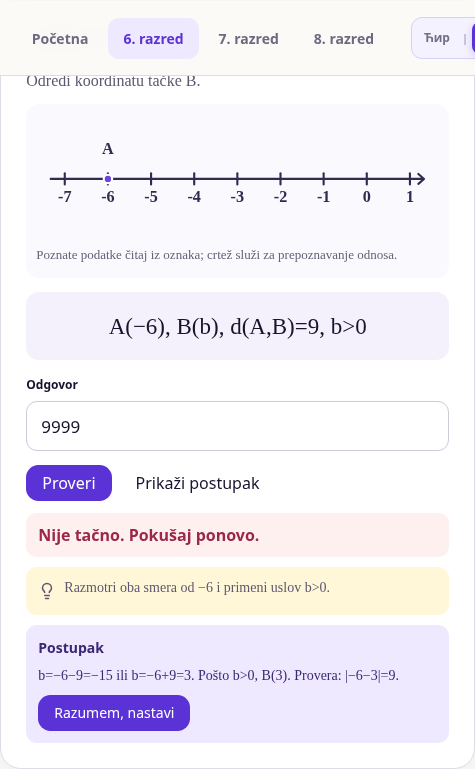 Početna 6. razred 7. razred 8. razred Ћир |
Odredi koordinatu tačke B.
A
-7 -6 -5 -4 -3 -2 -1 0 1
Poznate podatke čitaj iz oznaka; crtež služi za prepoznavanje odnosa.
A(−6), B(b), d(A,B)=9, b>0
Odgovor
9999
Proveri Prikaži postupak
Nije tačno. Pokušaj ponovo.
Razmotri oba smera od −6 i primeni uslov b>0.
Postupak
b=−6−9=−15 ili b=−6+9=3. Pošto b>0, B(3). Provera: |−6−3|=9.
Razumem, nastavi